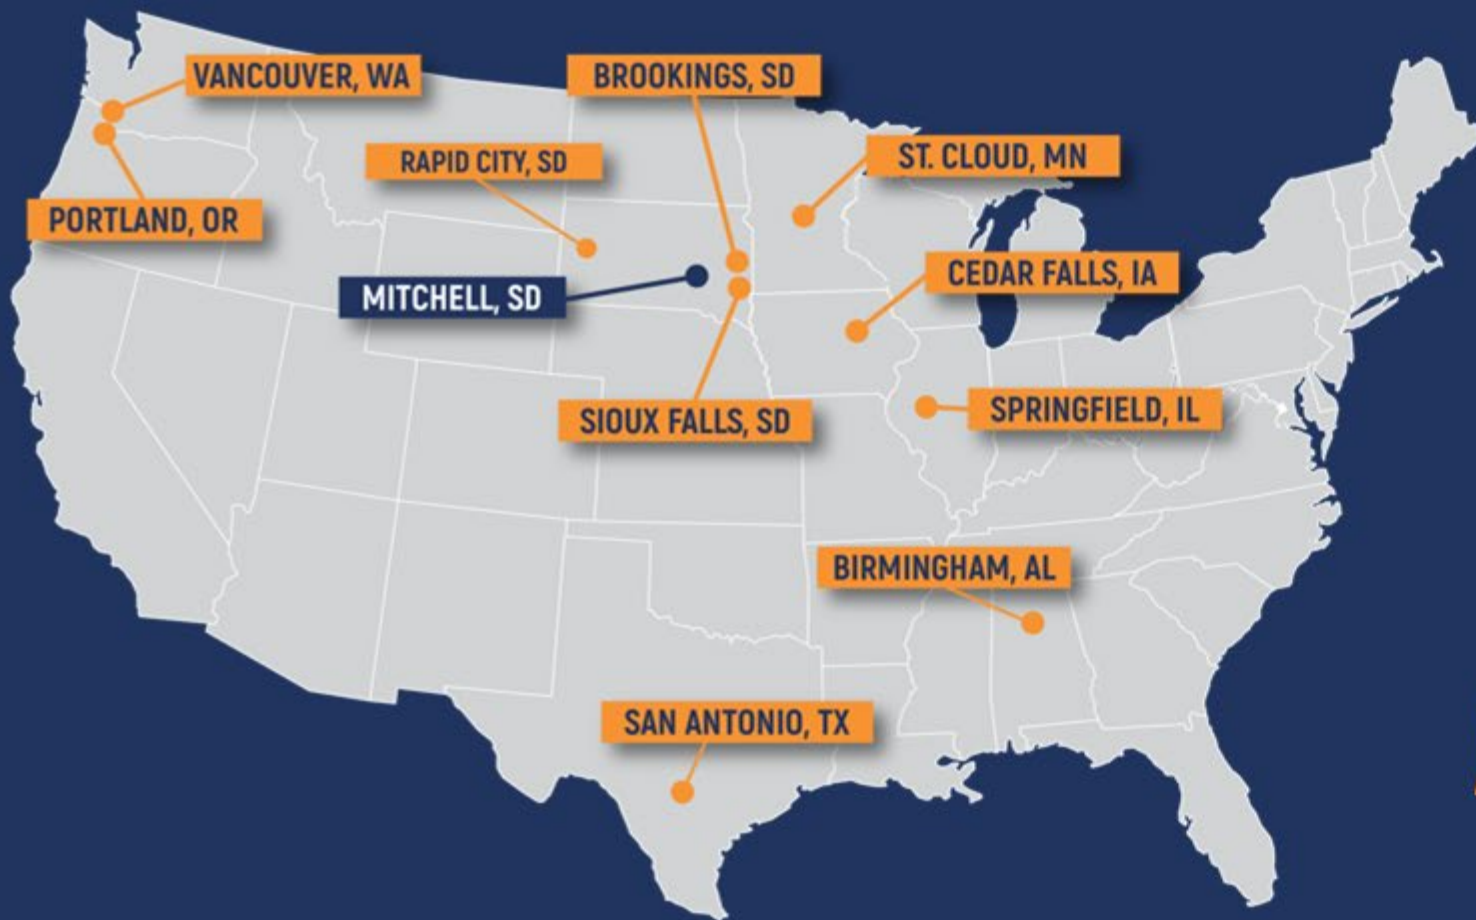 VANCOUVER, WA
BROOKINGS, SD
RAPID CITY, SD
ST. CLOUD, MN
PORTLAND, OR
MITCHELL, SD
CEDAR FALLS, IA
SIOUX FALLS, SD
SPRINGFIELD, IL
BIRMINGHAM, AL
SAN ANTONIO, TX